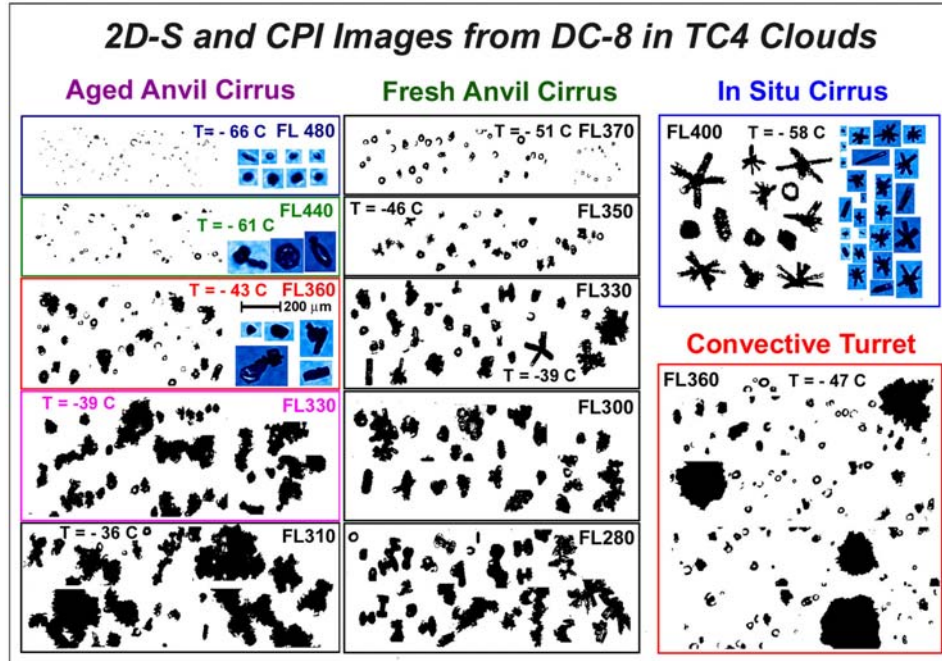 2D-S and CPI Images from DC-8 in TC4 Clouds
Aged Anvil Cirrus
T= - 66 C FL 480
T = - 61 C FL440
T = - 43 C FL360
200 μm
T = -39 C FL330
T = - 36 C FL310
Fresh Anvil Cirrus
T = - 51 C FL370
T = -46 C FL350
FL330
T = -39 C
FL300
FL280
In Situ Cirrus
FL400 T = - 58 C
Convective Turret
FL360 T = - 47 C